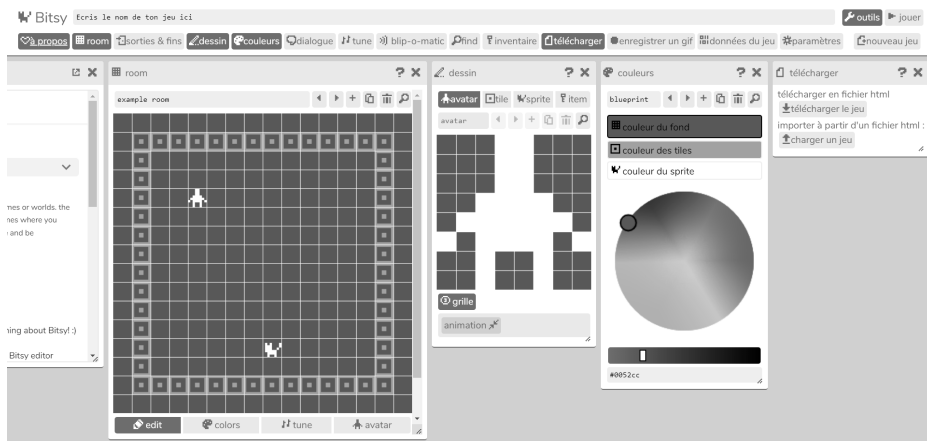 Bitsy Ecris le nom de ton jeu ici outils jouer
à propos room sorties & fins dessin couleurs dialogue tune blip-o-matic find inventaire télécharger enregistrer un gif données du jeu paramètres nouveau jeu
room ?
example room
edit colors tune avatar
mes or worlds. the
mes where you
and be
ning about Bitsy! :)
Bitsy editor
dessin ?
avatar tile sprite item
avatar
grille
animation
couleurs ?
blueprint
couleur du fond
couleur des tiles
couleur du sprite
#0052cc
télécharger ?
télécharger en fichier html
télécharger le jeu
importer à partir d'un fichier html :
charger un jeu